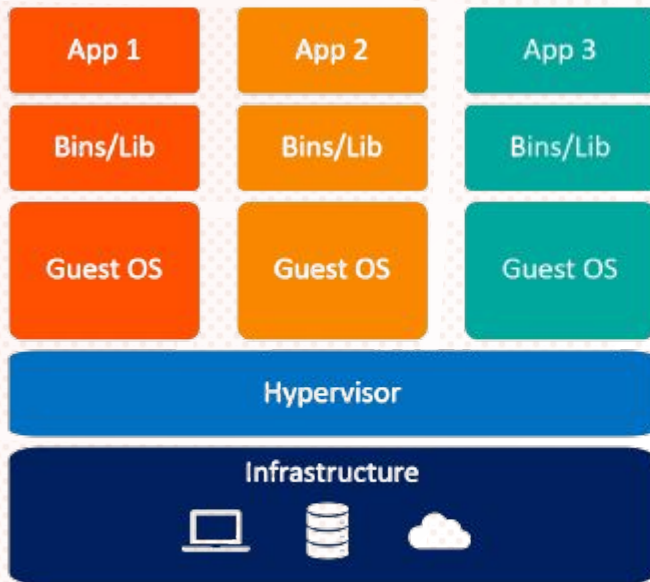 App 1 App 2 App 3
Bins/Lib Bins/Lib Bins/Lib
Guest OS Guest OS Guest OS
Hypervisor
Infrastructure